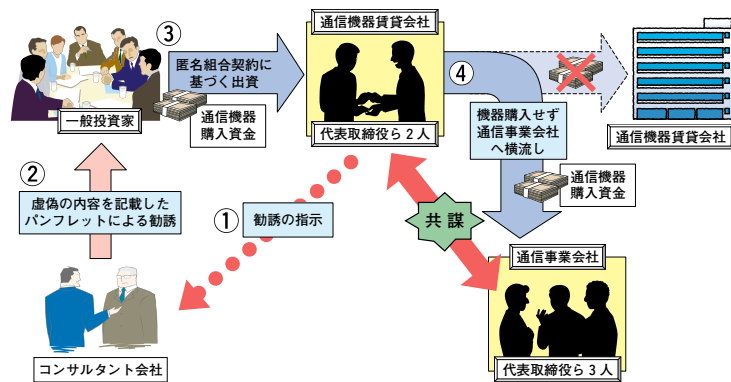 通信機器賃貸会社
③
匿名組合契約に
基づく出資
④
一般投資家
通信機器
購入資金
代表取締役ら2人
機器購入せず
通信事業会社
へ横流し
通信機器賃貸会社
②
虚偽の内容を記載した
パンフレットによる勧誘
①
勧誘の指示
共謀
通信機器
購入資金
通信事業会社
コンサルタント会社
代表取締役ら3人